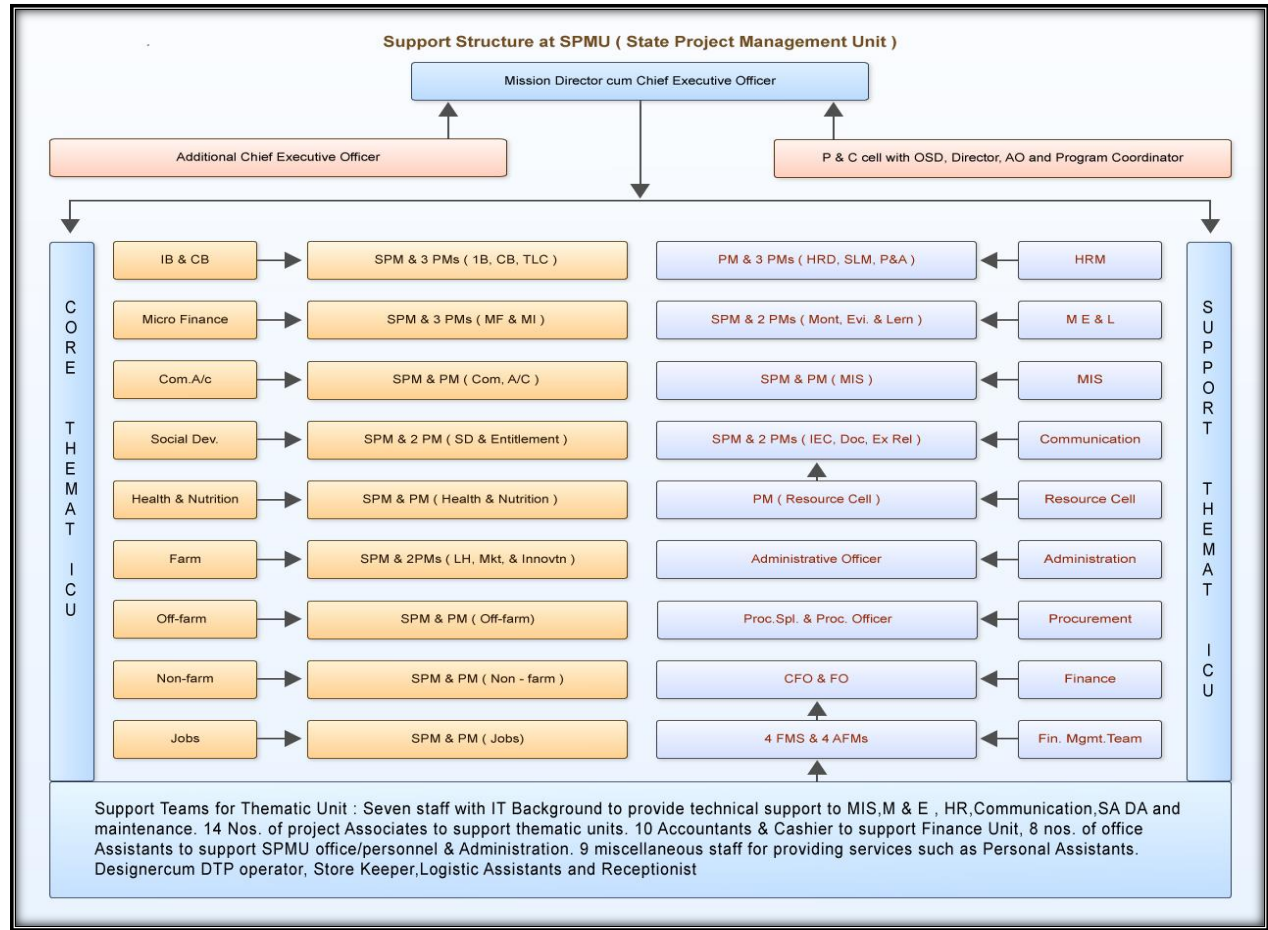 Support Structure at SPMU ( State Project Management Unit )
Mission Director cum Chief Executive Officer
Additional Chief Executive Officer
P & C cell with OSD, Director, AO and Program Coordinator
CORE THEMAT ICU
IB & CB
SPM & 3 PMs ( 1B, CB, TLC )
PM & 3 PMs ( HRD, SLM, P&A )
HRM
Micro Finance
SPM & 3 PMs ( MF & MI )
SPM & 2 PMs ( Mont, Evi. & Lern )
M E & L
Com.A/c
SPM & PM ( Com, A/C )
SPM & PM ( MIS )
MIS
Social Dev.
SPM & 2 PM ( SD & Entitlement )
SPM & 2 PMs ( IEC, Doc, Ex Rel )
Communication
Health & Nutrition
SPM & PM ( Health & Nutrition )
PM ( Resource Cell )
Resource Cell
Farm
SPM & 2PMs ( LH, Mkt, & Innovtn )
Administrative Officer
Administration
Off-farm
SPM & PM ( Off-farm)
Proc.Spl. & Proc. Officer
Procurement
Non-farm
SPM & PM ( Non - farm )
CFO & FO
Finance
Jobs
SPM & PM ( Jobs)
4 FMS & 4 AFMs
Fin. Mgmt.Team
SUPPORT THEMAT ICU
Support Teams for Thematic Unit : Seven staff with IT Background to provide technical support to MIS,M & E , HR,Communication,SA DA and
maintenance. 14 Nos. of project Associates to support thematic units. 10 Accountants & Cashier to support Finance Unit, 8 nos. of office
Assistants to support SPMU office/personnel & Administration. 9 miscellaneous staff for providing services such as Personal Assistants.
Designercum DTP operator, Store Keeper,Logistic Assistants and Receptionist